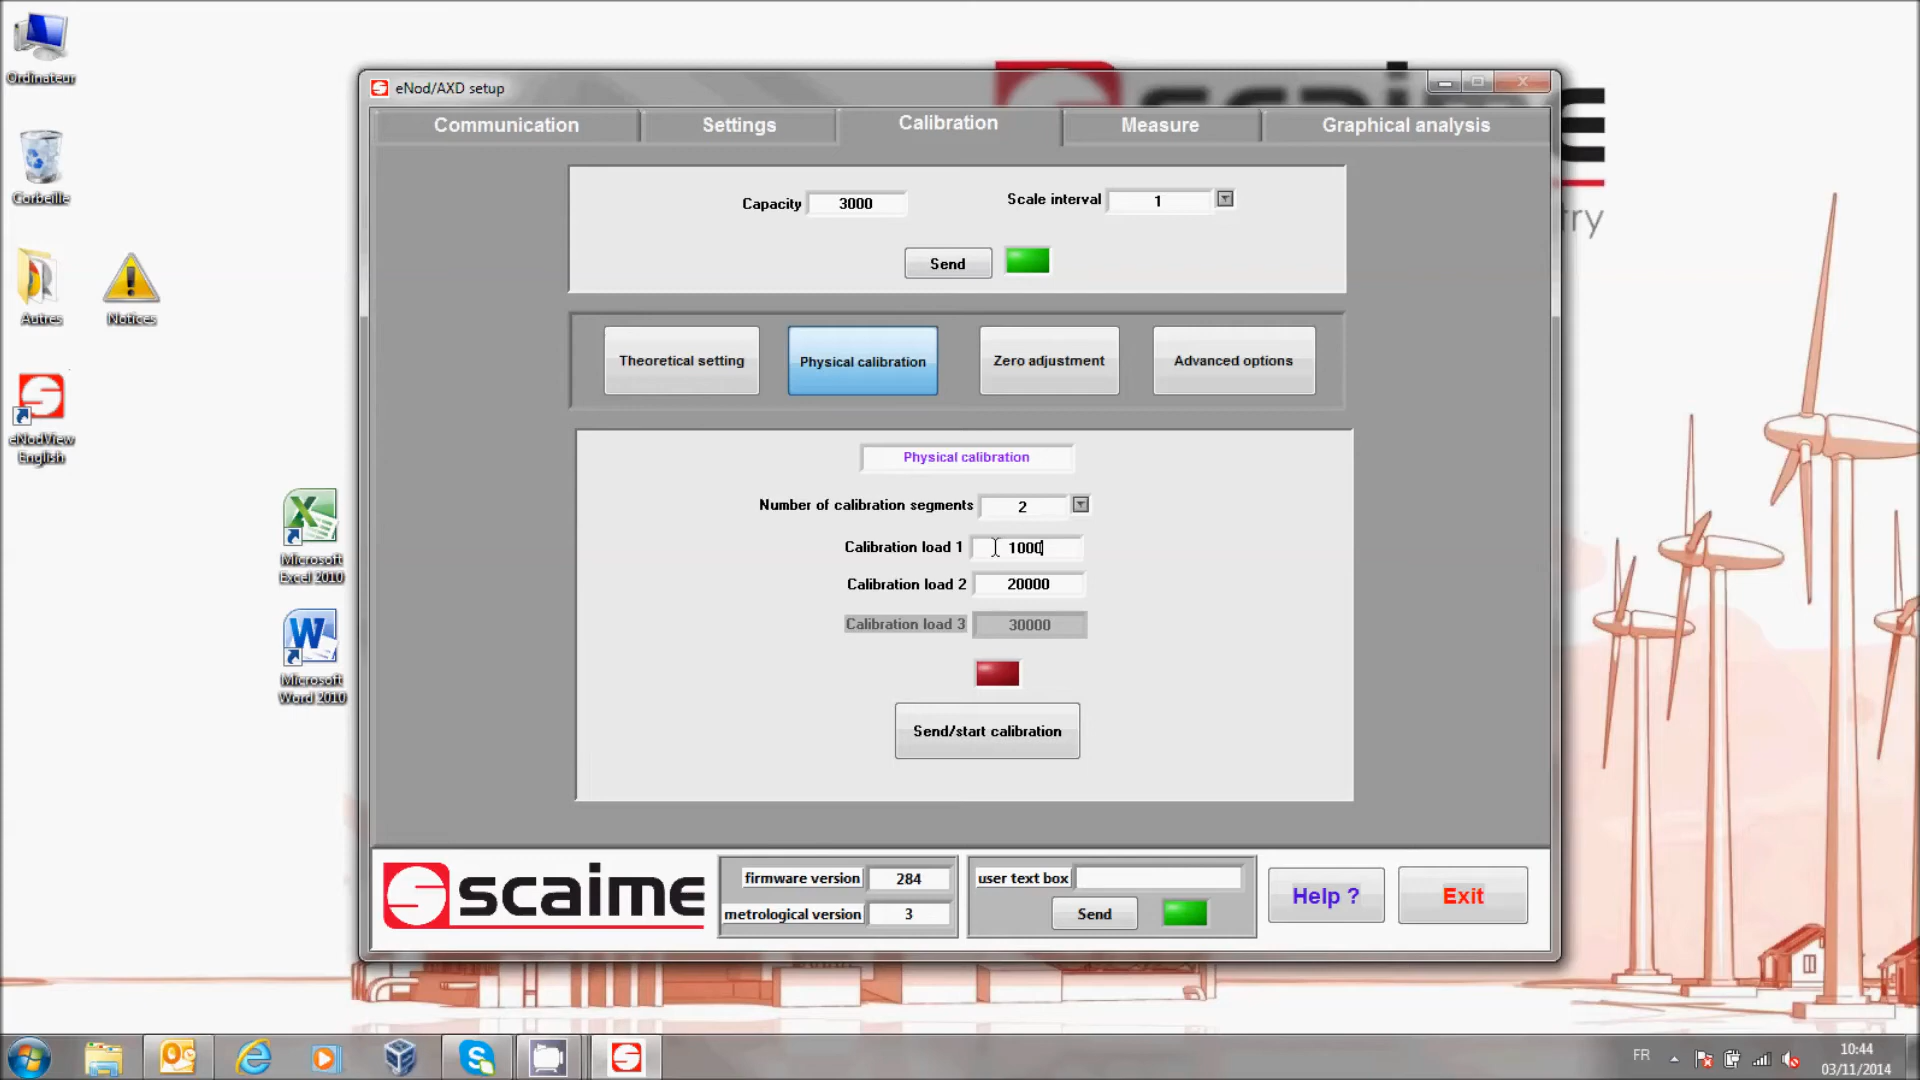 Ordinateur
Corbeille
Autres
Notices
eNodView
English
Microsoft
Excel 2010
Microsoft
Word 2010
eNod/AXD setup
Communication
Settings
Calibration
Measure
Graphical analysis
Capacity 3000
Scale interval 1
Send
Theoretical setting
Physical calibration
Zero adjustment
Advanced options
Physical calibration
Number of calibration segments 2
Calibration load 1 1000
Calibration load 2 20000
Calibration load 3 30000
Send/start calibration
scaime
firmware version 284
metrological version 3
user text box
Send
Help ?
Exit
FR
10:44
03/11/2014